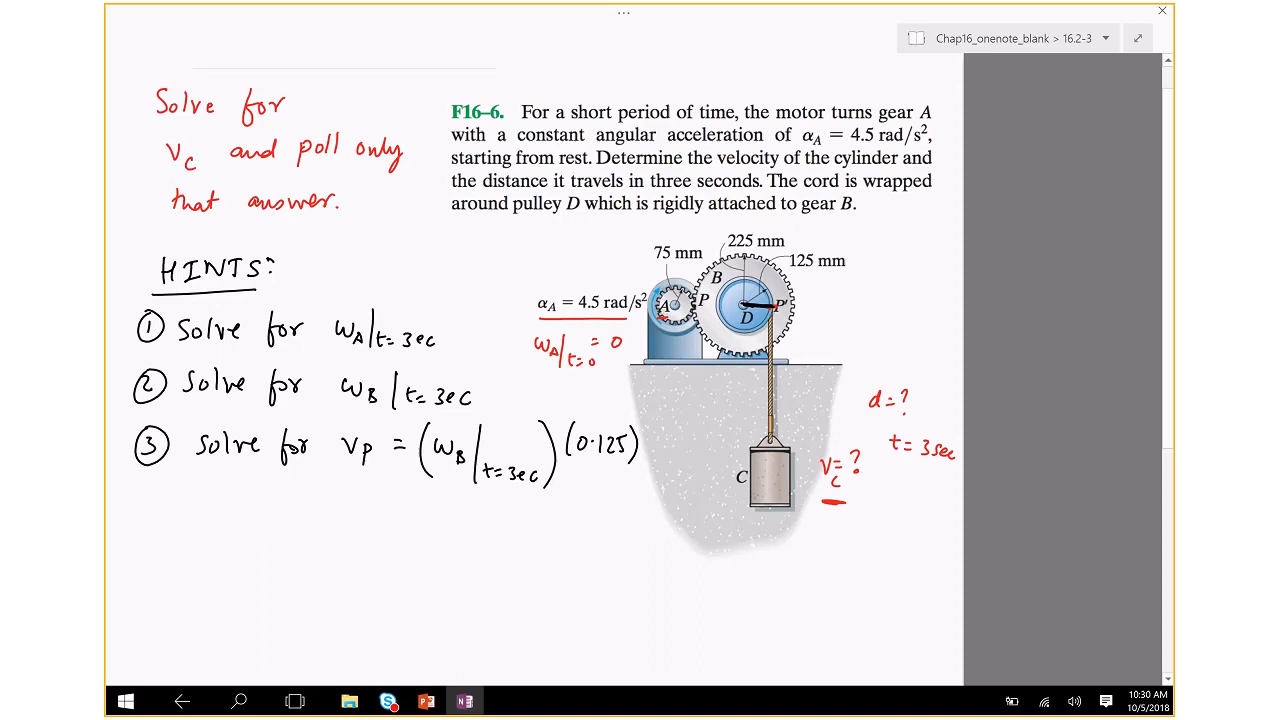 ...
Chap16_onenote_blank > 16.2-3
Solve for
v_C and poll only
that answer.
F16–6. For a short period of time, the motor turns gear A
with a constant angular acceleration of α_A = 4.5 rad/s²,
starting from rest. Determine the velocity of the cylinder and
the distance it travels in three seconds. The cord is wrapped
around pulley D which is rigidly attached to gear B.
HINTS:
① Solve for ω_A|t=3sec
② Solve for ω_B|t=3sec
③ Solve for v_P = (ω_B|t=3sec)(0.125)
225 mm
75 mm
125 mm
B
α_A = 4.5 rad/s²
A
P
P'
D
ω_A|t=0 = 0
d = ?
t = 3sec
v_C = ?
C
10:30 AM
10/5/2018